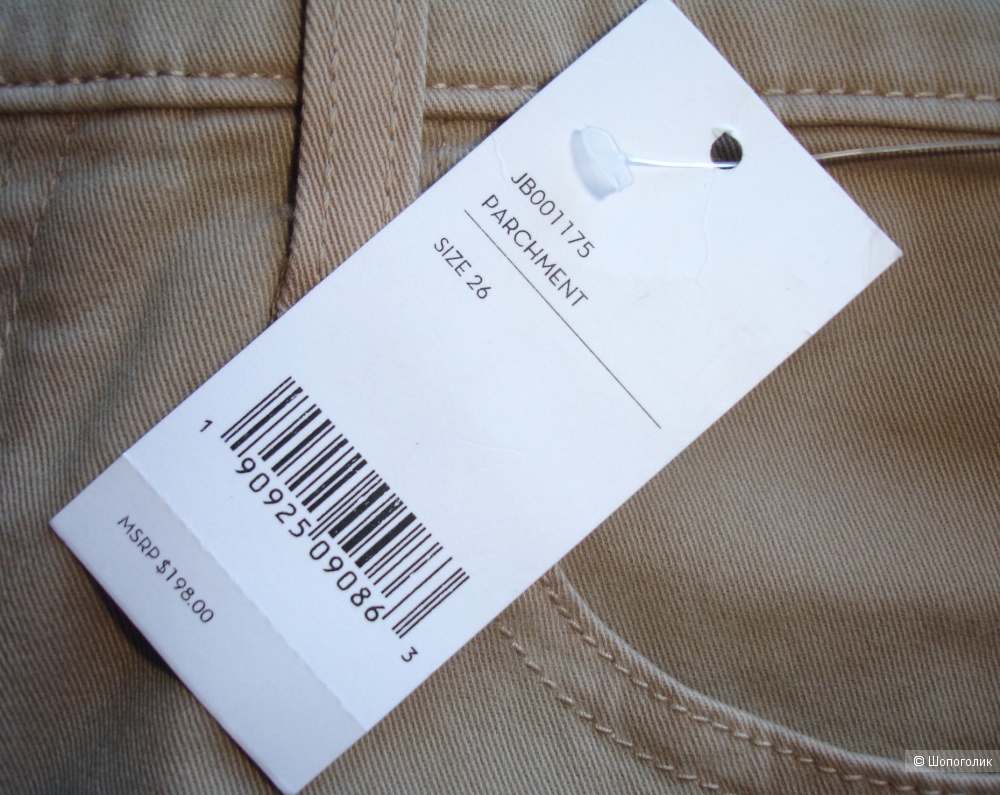 JB001175
PARCHMENT
SIZE 26
1 90925 09086 3
MSRP $198.00
© Шопоголик